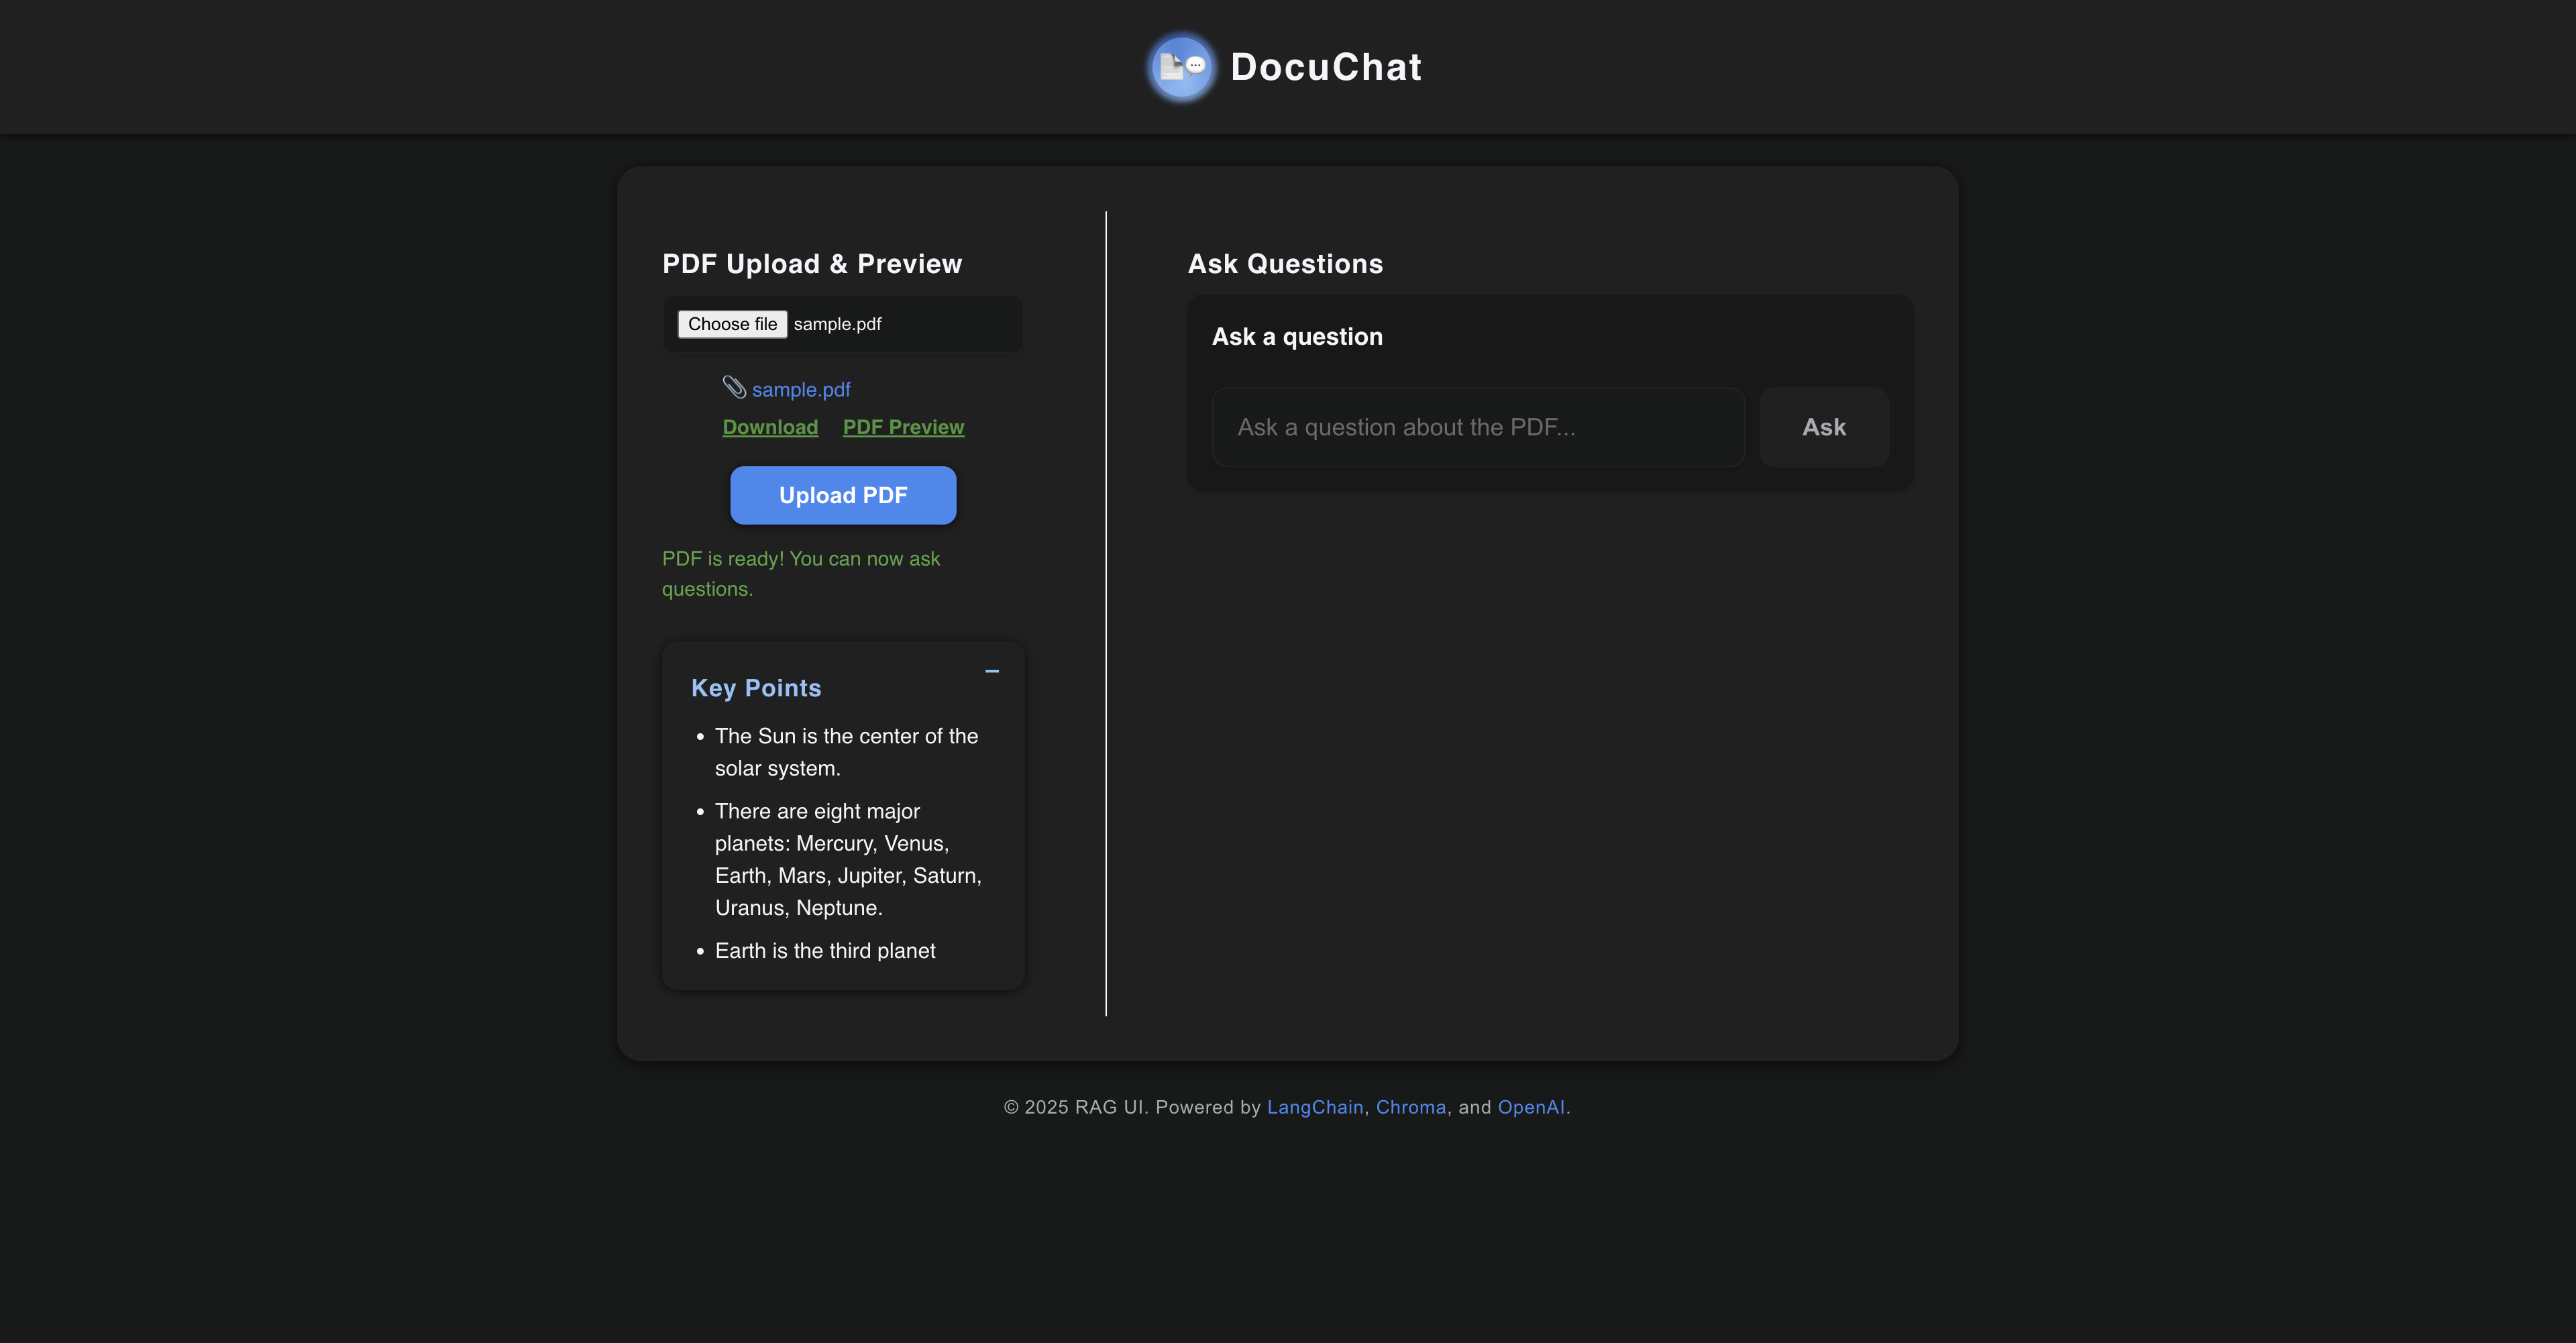 DocuChat
PDF Upload & Preview
Choose file sample.pdf
sample.pdf
Download PDF Preview
Upload PDF
PDF is ready! You can now ask
questions.
Key Points
–
• The Sun is the center of the
solar system.
• There are eight major
planets: Mercury, Venus,
Earth, Mars, Jupiter, Saturn,
Uranus, Neptune.
• Earth is the third planet
Ask Questions
Ask a question
Ask a question about the PDF...
Ask
© 2025 RAG UI. Powered by LangChain, Chroma, and OpenAI.